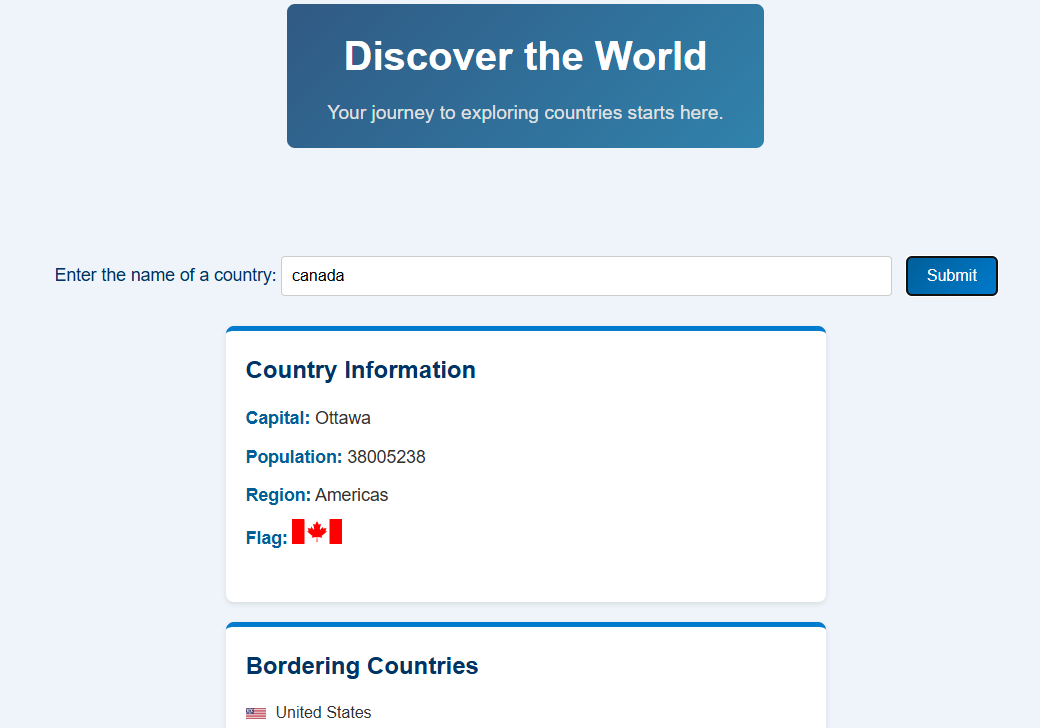 Discover the World
Your journey to exploring countries starts here.
Enter the name of a country: canada Submit
Country Information
Capital: Ottawa
Population: 38005238
Region: Americas
Flag:
Bordering Countries
United States